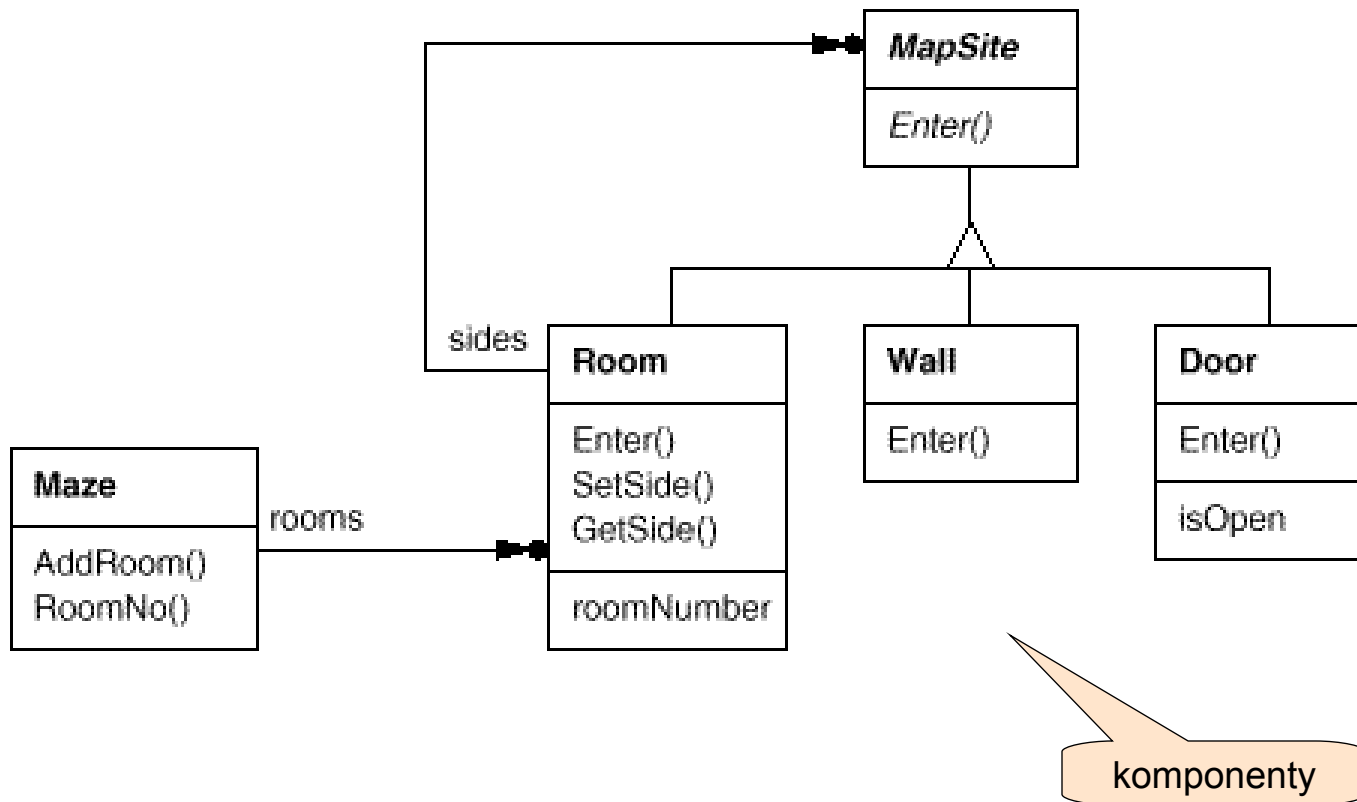 MapSite
Enter()
sides
Room
Enter()
SetSide()
GetSide()
roomNumber
Wall
Enter()
Door
Enter()
isOpen
Maze
AddRoom()
RoomNo()
rooms
komponenty